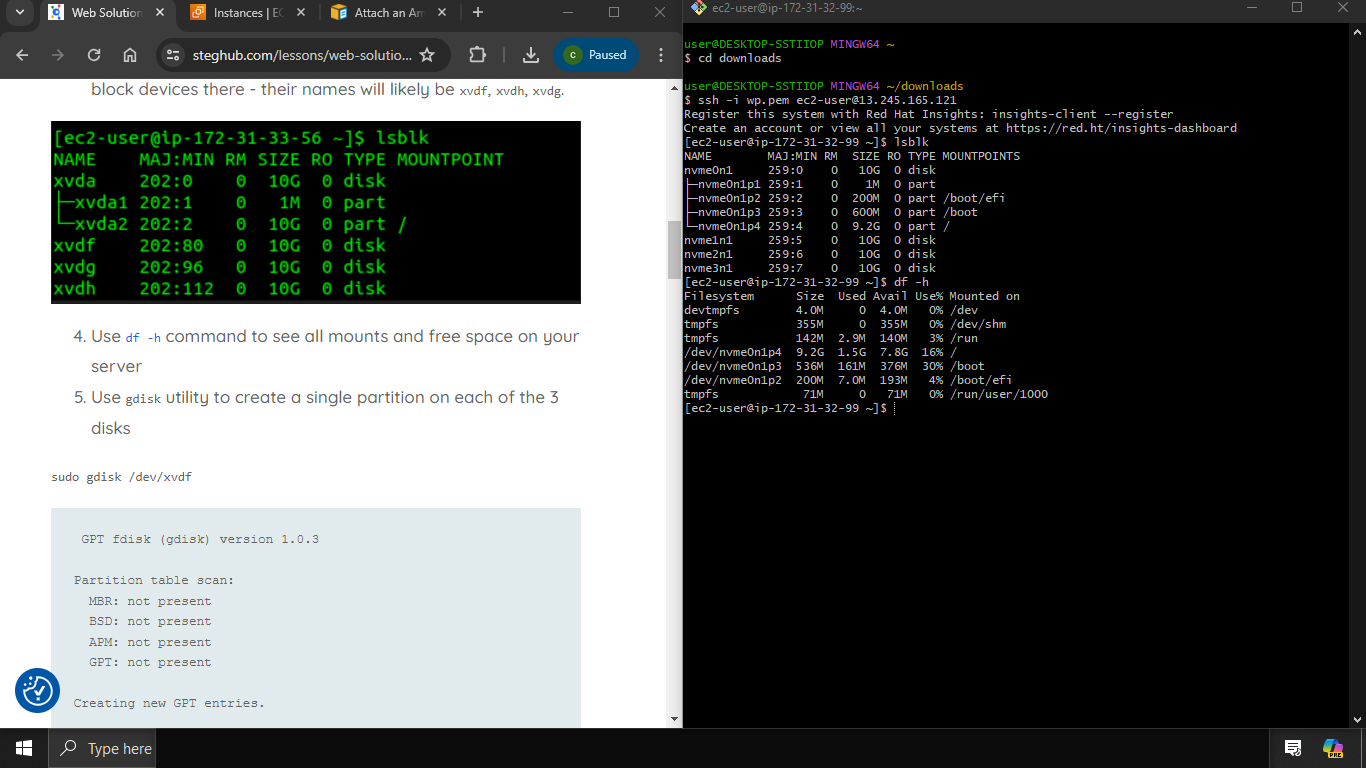 Web Solution
Instances | EC
Attach an Am
steghub.com/lessons/web-solutio...
C
Paused
block devices there - their names will likely be xvdf, xvdh, xvdg.
[ec2-user@ip-172-31-33-56 ~]$ lsblk
NAME MAJ:MIN RM SIZE RO TYPE MOUNTPOINT
xvda 202:0 0 10G 0 disk
├─xvda1 202:1 0 1M 0 part
└─xvda2 202:2 0 10G 0 part /
xvdf 202:80 0 10G 0 disk
xvdg 202:96 0 10G 0 disk
xvdh 202:112 0 10G 0 disk
4. Use df -h command to see all mounts and free space on your
server
5. Use gdisk utility to create a single partition on each of the 3
disks
sudo gdisk /dev/xvdf
GPT fdisk (gdisk) version 1.0.3
Partition table scan:
MBR: not present
BSD: not present
APM: not present
GPT: not present
Creating new GPT entries.
ec2-user@ip-172-31-32-99:~
user@DESKTOP-SSTIIOP MINGW64 ~
$ cd downloads
user@DESKTOP-SSTIIOP MINGW64 ~/downloads
$ ssh -i wp.pem ec2-user@13.245.165.121
Register this system with Red Hat Insights: insights-client --register
Create an account or view all your systems at https://red.ht/insights-dashboard
[ec2-user@ip-172-31-32-99 ~]$ lsblk
NAME MAJ:MIN RM SIZE RO TYPE MOUNTPOINTS
nvme0n1 259:0 0 10G 0 disk
├─nvme0n1p1 259:1 0 1M 0 part
├─nvme0n1p2 259:2 0 200M 0 part /boot/efi
├─nvme0n1p3 259:3 0 600M 0 part /boot
└─nvme0n1p4 259:4 0 9.2G 0 part /
nvme1n1 259:5 0 10G 0 disk
nvme2n1 259:6 0 10G 0 disk
nvme3n1 259:7 0 10G 0 disk
[ec2-user@ip-172-31-32-99 ~]$ df -h
Filesystem Size Used Avail Use% Mounted on
devtmpfs 4.0M 0 4.0M 0% /dev
tmpfs 355M 0 355M 0% /dev/shm
tmpfs 142M 2.9M 140M 3% /run
/dev/nvme0n1p4 9.2G 1.5G 7.8G 16% /
/dev/nvme0n1p3 536M 161M 376M 30% /boot
/dev/nvme0n1p2 200M 7.0M 193M 4% /boot/efi
tmpfs 71M 0 71M 0% /run/user/1000
[ec2-user@ip-172-31-32-99 ~]$
Type here
PRE